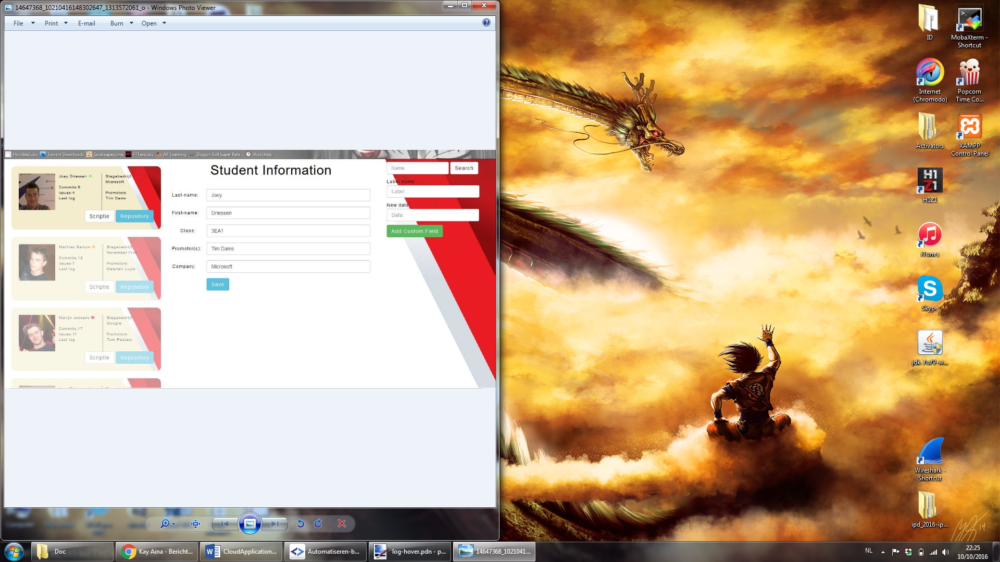 14647368_10210416148302647_1313572061_o - Windows Photo Viewer
File Print E-mail Burn Open
HorribleSubs Torrent Downloads Soulreaperzone FFFansubs AP Learning Dragon Ball Super Rele... WebUntis
Joey Driessen
Commits:9
Issues:4
Last log
Stagebedrijf:
Microsoft
Promotors:
Tim Dams
Scriptie Repository
Mathias Samyn
Commits:12
Issues:7
Last log
Stagebedrijf:
November Five
Promotors:
Maarten Luyts
Scriptie Repository
Marijn Joosens
Commits:17
Issues:11
Last log
Stagebedrijf:
Google
Promotors:
Tom Peeters
Scriptie Repository
Student Information
Last-name: Joey
First-name: Driessen
Class: 3EA1
Promotor(s): Tim Dams
Company: Microsoft
Save
Name Search
Label name:
Label
New data
Data
Add Custom Field
ID
MobaXterm -
Shortcut
Internet
(Chromodo)
Popcorn
Time Co...
Activators
XAMPP
Control Panel
H1Z1
H1Z1
iTunes
Skype
jdk-7u79-w...
Wireshark -
Shortcut
ipd_2016-ip...
14
Doc
Kay Aina - Bericht...
CloudApplication...
Automatiseren-b...
log-hover.pdn - p...
14647368_1021041...
NL
22:25
10/10/2016